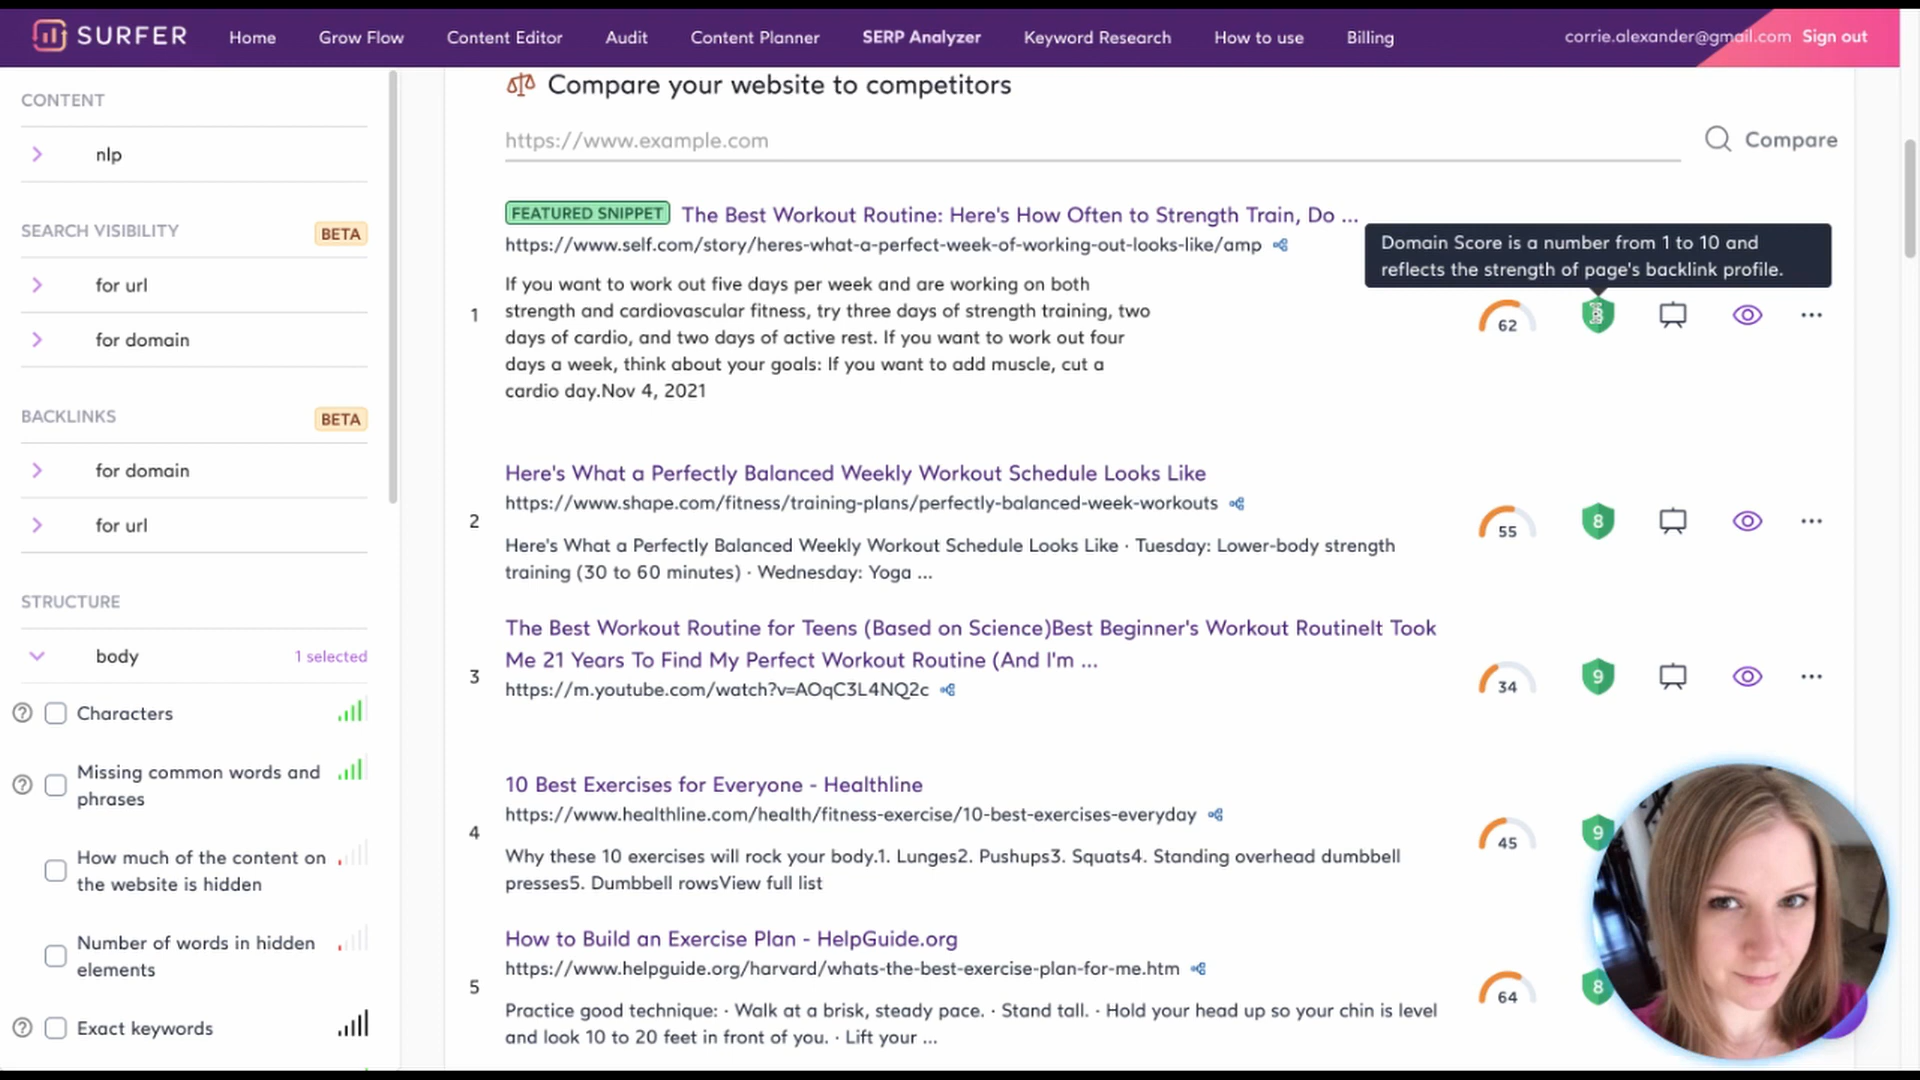 SURFER
Home
Grow Flow
Content Editor
Audit
Content Planner
SERP Analyzer
Keyword Research
How to use
Billing
corrie.alexander@gmail.com
Sign out
CONTENT
nlp
SEARCH VISIBILITY
BETA
for url
for domain
BACKLINKS
BETA
for domain
for url
STRUCTURE
body
1 selected
Characters
Missing common words and
phrases
How much of the content on
the website is hidden
Number of words in hidden
elements
Exact keywords
Compare your website to competitors
https://www.example.com
Compare
1
FEATURED SNIPPET The Best Workout Routine: Here's How Often to Strength Train, Do ...
https://www.self.com/story/heres-what-a-perfect-week-of-working-out-looks-like/amp
If you want to work out five days per week and are working on both
strength and cardiovascular fitness, try three days of strength training, two
days of cardio, and two days of active rest. If you want to work out four
days a week, think about your goals: If you want to add muscle, cut a
cardio day.Nov 4, 2021
Domain Score is a number from 1 to 10 and
reflects the strength of page's backlink profile.
62
2
Here's What a Perfectly Balanced Weekly Workout Schedule Looks Like
https://www.shape.com/fitness/training-plans/perfectly-balanced-week-workouts
Here's What a Perfectly Balanced Weekly Workout Schedule Looks Like · Tuesday: Lower-body strength
training (30 to 60 minutes) · Wednesday: Yoga ...
55
8
3
The Best Workout Routine for Teens (Based on Science)Best Beginner's Workout RoutineIt Took
Me 21 Years To Find My Perfect Workout Routine (And I'm ...
https://m.youtube.com/watch?v=AOqC3L4NQ2c
34
9
4
10 Best Exercises for Everyone - Healthline
https://www.healthline.com/health/fitness-exercise/10-best-exercises-everyday
Why these 10 exercises will rock your body.1. Lunges2. Pushups3. Squats4. Standing overhead dumbbell
presses5. Dumbbell rowsView full list
45
9
5
How to Build an Exercise Plan - HelpGuide.org
https://www.helpguide.org/harvard/whats-the-best-exercise-plan-for-me.htm
Practice good technique: · Walk at a brisk, steady pace. · Stand tall. · Hold your head up so your chin is level
and look 10 to 20 feet in front of you. · Lift your ...
64
8